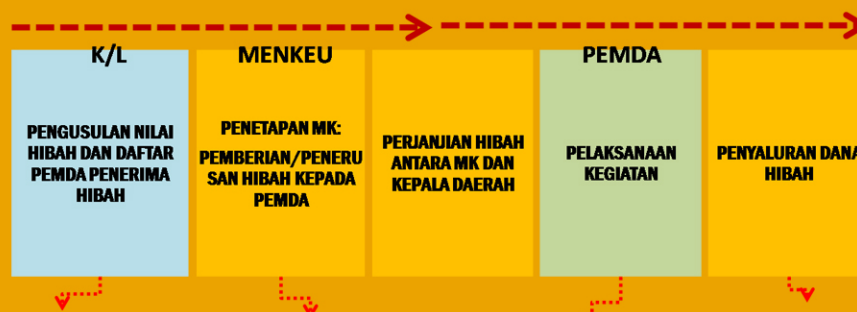 K/L
MENKEU
PEMDA
PENGUSULAN NILAI
HIBAH DAN DAFTAR
PEMDA PENERIMA
HIBAH
PENETAPAN MK:
PEMBERIAN/PENERU
SAN HIBAH KEPADA
PEMDA
PERJANJIAN HIBAH
ANTARA MK DAN
KEPALA DAERAH
PELAKSANAAN
KEGIATAN
PENYALURAN DANA
HIBAH